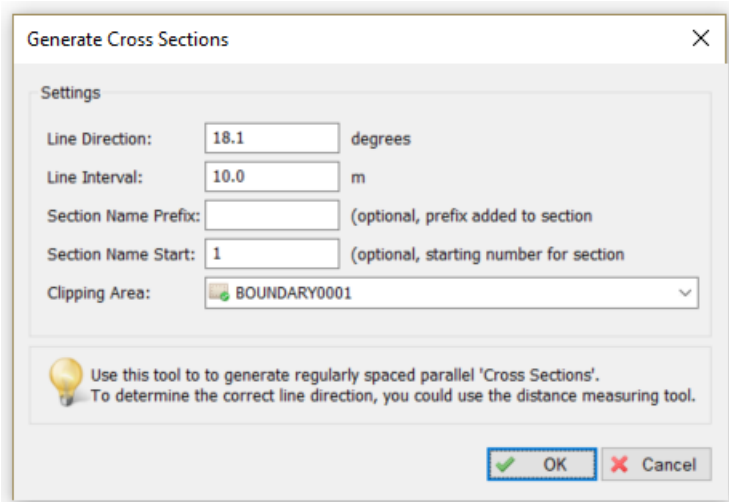 Generate Cross Sections
Settings
Line Direction: 18.1 degrees
Line Interval: 10.0 m
Section Name Prefix: (optional, prefix added to section
Section Name Start: 1 (optional, starting number for section
Clipping Area: BOUNDARY0001
Use this tool to to generate regularly spaced parallel 'Cross Sections'.
To determine the correct line direction, you could use the distance measuring tool.
OK Cancel